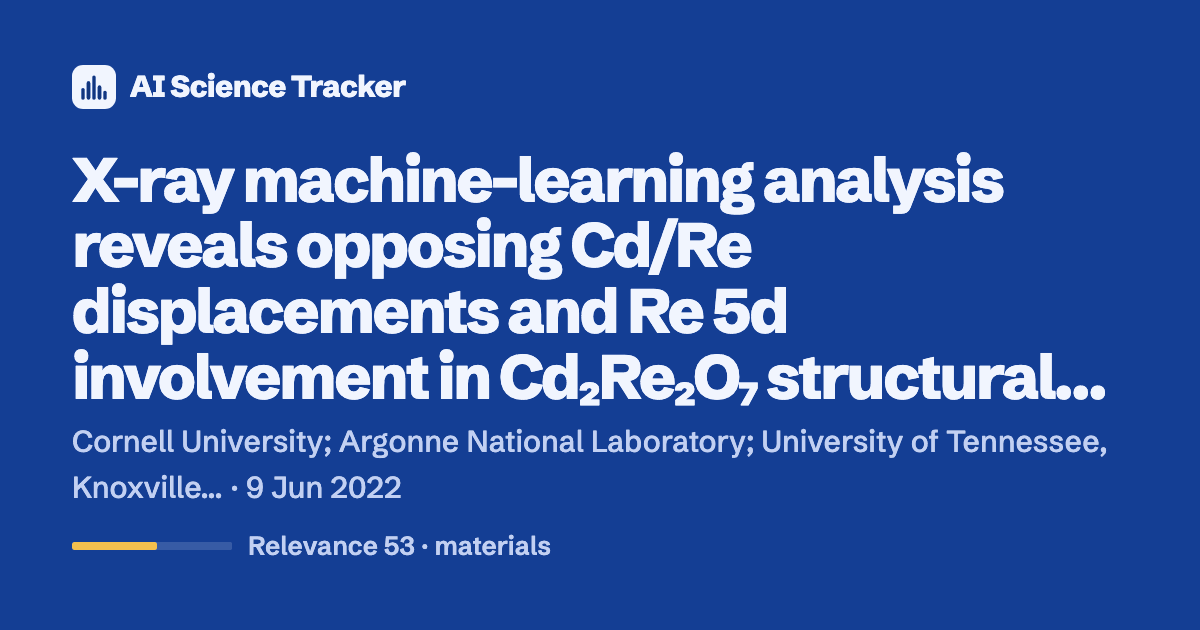 AI Science Tracker
X-ray machine-learning analysis
reveals opposing Cd/Re
displacements and Re 5d
involvement in Cd₂Re₂O₇ structural...
Cornell University; Argonne National Laboratory; University of Tennessee,
Knoxville... · 9 Jun 2022
Relevance 53 · materials